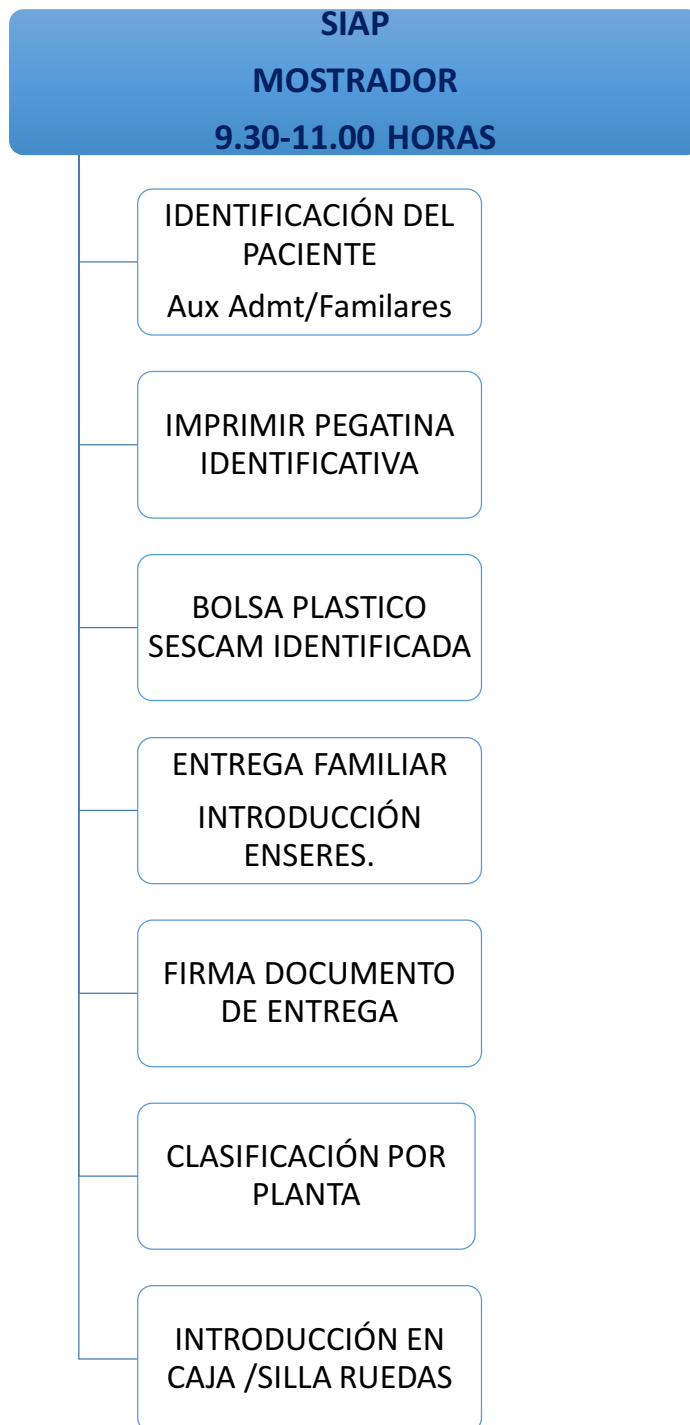 SIAP
MOSTRADOR
9.30-11.00 HORAS
IDENTIFICACIÓN DEL
PACIENTE
Aux Admt/Familares
IMPRIMIR PEGATINA
IDENTIFICATIVA
BOLSA PLASTICO
SESCAM IDENTIFICADA
ENTREGA FAMILIAR
INTRODUCCIÓN
ENSERES.
FIRMA DOCUMENTO
DE ENTREGA
CLASIFICACIÓN POR
PLANTA
INTRODUCCIÓN EN
CAJA /SILLA RUEDAS